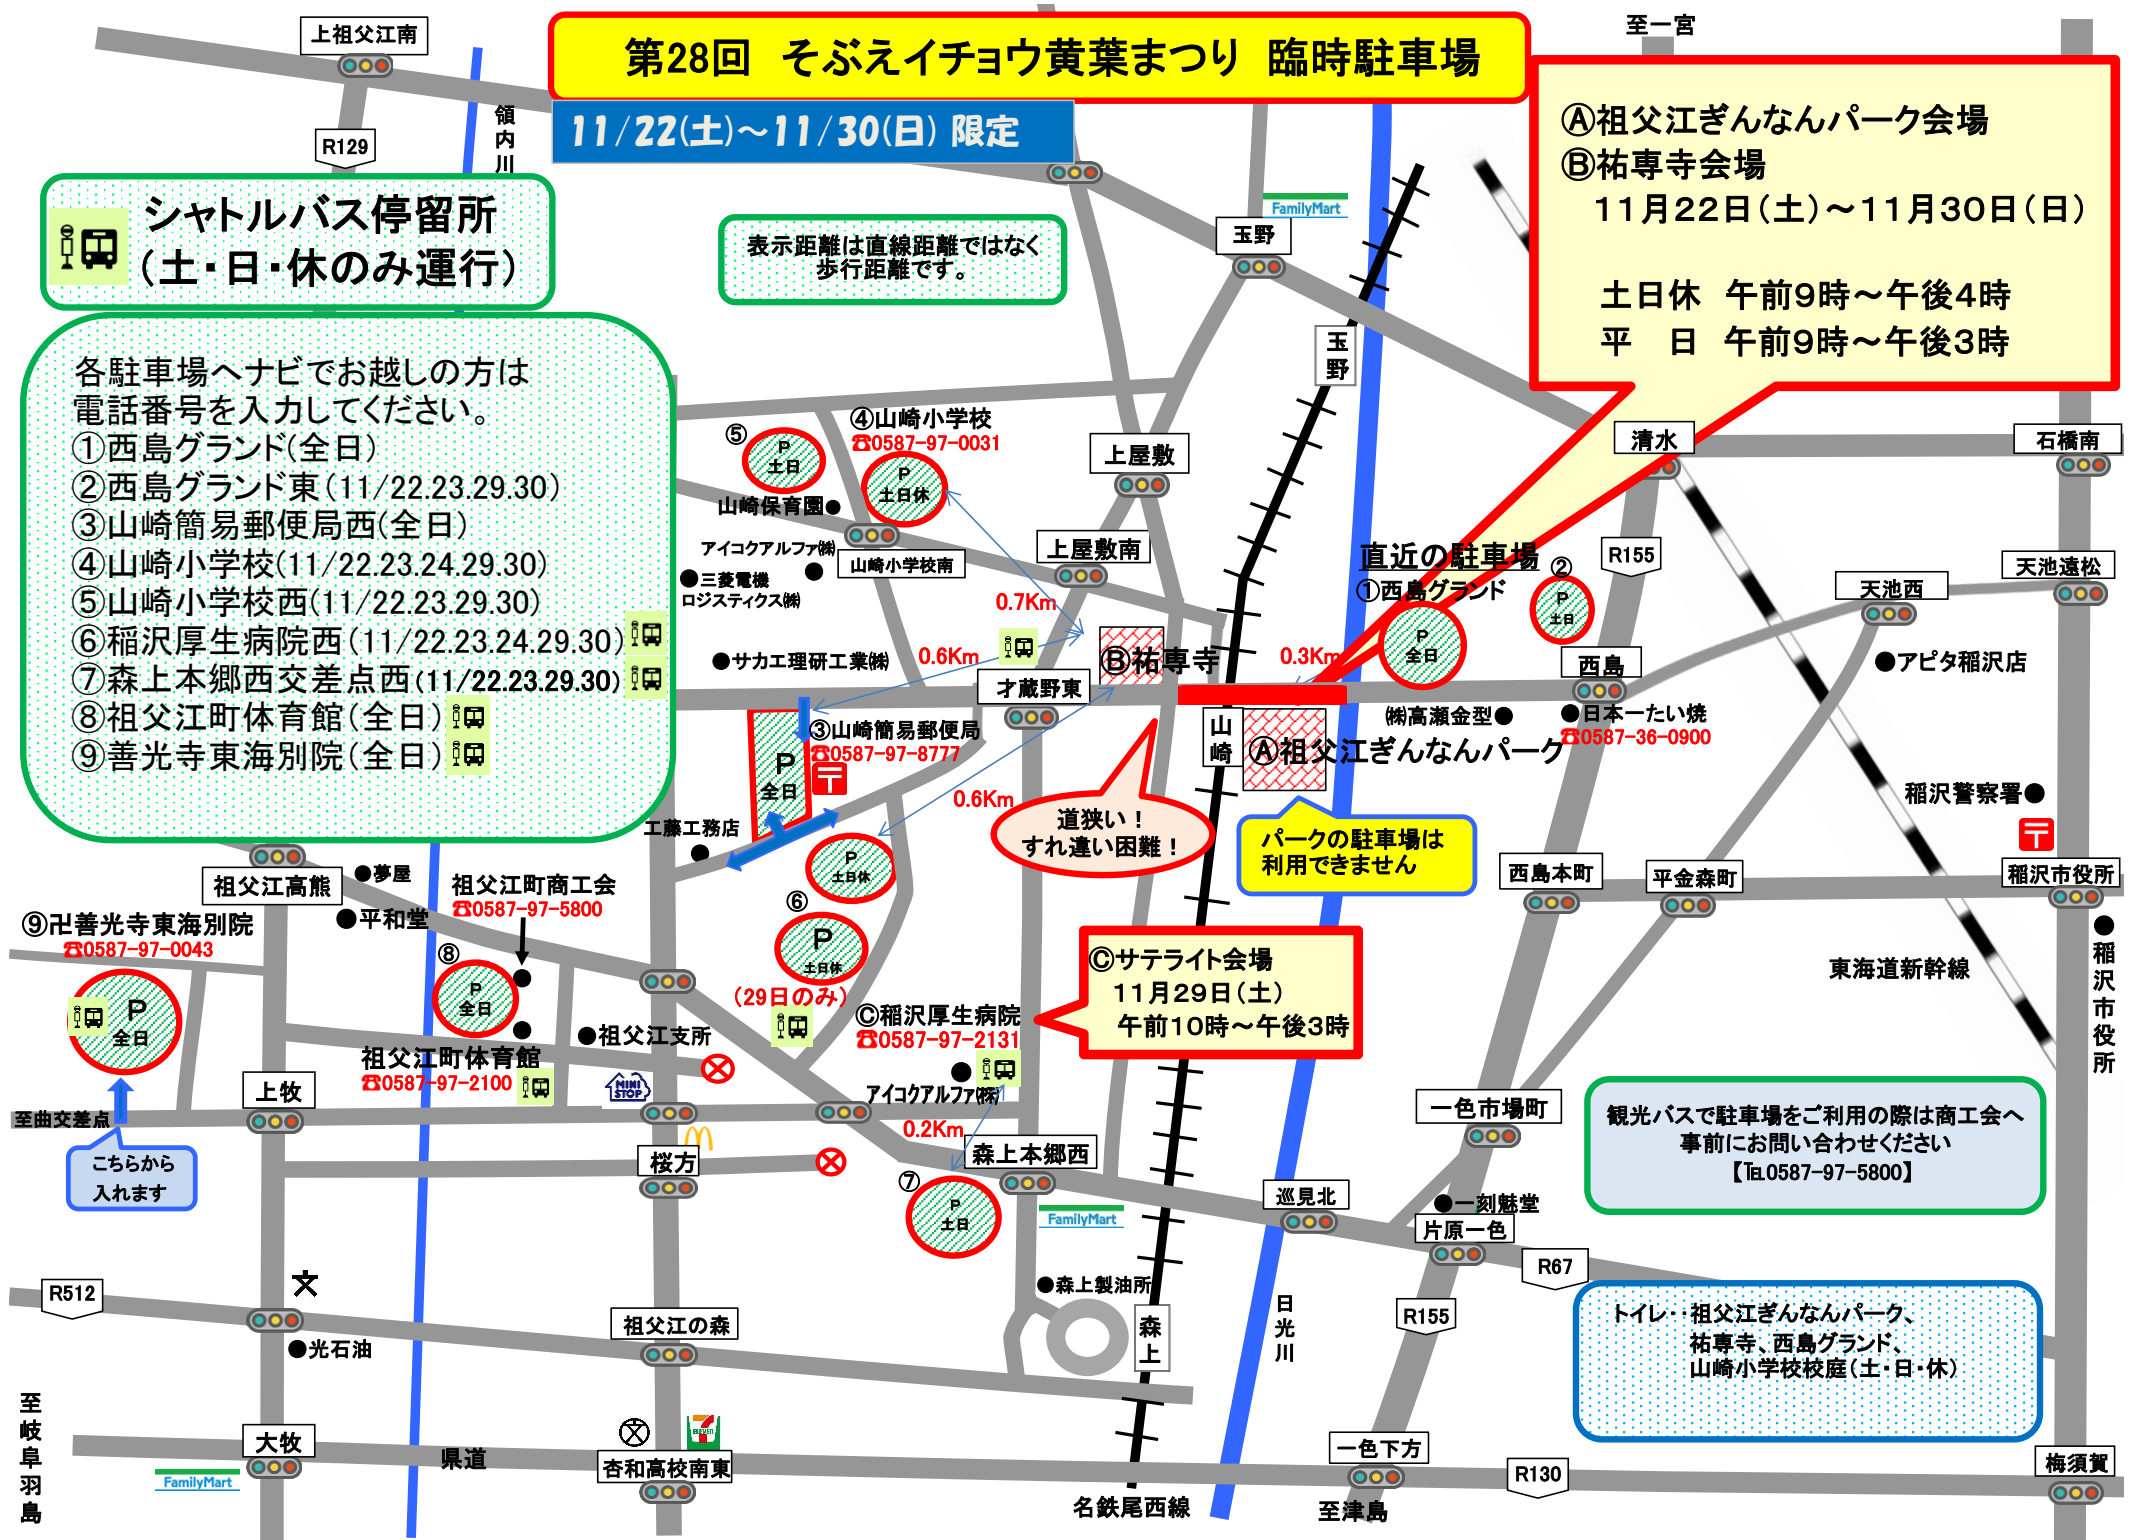 第28回 そぶえイチョウ黄葉まつり 臨時駐車場
11/22(土)～11/30(日) 限定
Ⓐ祖父江ぎんなんパーク会場
Ⓑ祐専寺会場
11月22日(土)～11月30日(日)
土日休 午前9時～午後4時
平 日 午前9時～午後3時
シャトルバス停留所
(土・日・休のみ運行)
表示距離は直線距離ではなく
歩行距離です。
各駐車場へナビでお越しの方は
電話番号を入力してください。
①西島グランド(全日)
②西島グランド東(11/22.23.29.30)
③山崎簡易郵便局西(全日)
④山崎小学校(11/22.23.24.29.30)
⑤山崎小学校西(11/22.23.29.30)
⑥稲沢厚生病院西(11/22.23.24.29.30)
⑦森上本郷西交差点西(11/22.23.29.30)
⑧祖父江町体育館(全日)
⑨善光寺東海別院(全日)
上祖父江南
R129
領内川
至一宮
FamilyMart
玉野
玉野
清水
石橋南
⑤
P
土日
④山崎小学校
☎0587-97-0031
P
土日休
山崎保育園●
アイコクアルファ㈱
●三菱電機
ロジスティクス㈱
山崎小学校南
上屋敷
上屋敷南
0.7Km
0.6Km
●サカエ理研工業㈱
才蔵野東
Ⓑ祐専寺
0.3Km
直近の駐車場
①西島グランド
P
全日
②
P
土日
R155
西島
天池西
天池遠松
●アピタ稲沢店
③山崎簡易郵便局
☎0587-97-8777
P
全日
〒
山崎
Ⓐ祖父江ぎんなんパーク
㈱高瀬金型●
●日本一たい焼
☎0587-36-0900
0.6Km
道狭い！
すれ違い困難！
パークの駐車場は
利用できません
稲沢警察署●
〒
稲沢市役所
●稲沢市役所
西島本町
平金森町
東海道新幹線
工藤工務店
P
土日休
⑥
P
土日休
(29日のみ)
祖父江高熊
●夢屋
●平和堂
祖父江町商工会
☎0587-97-5800
⑨卍善光寺東海別院
☎0587-97-0043
P
全日
⑧
P
全日
祖父江町体育館
☎0587-97-2100
●祖父江支所
MINI
STOP
Ⓒ稲沢厚生病院
☎0587-97-2131
Ⓒサテライト会場
11月29日(土)
午前10時～午後3時
アイコクアルファ㈱
0.2Km
上牧
至曲交差点
こちらから
入れます
桜方
森上本郷西
⑦
P
土日
FamilyMart
巡見北
一色市場町
●一刻魅堂
片原一色
R67
R155
観光バスで駐車場をご利用の際は商工会へ
事前にお問い合わせください
【℡0587-97-5800】
トイレ・・祖父江ぎんなんパーク、
祐専寺、西島グランド、
山崎小学校校庭(土・日・休)
R512
●光石油
祖父江の森
●森上製油所
森上
日光川
至岐阜羽島
大牧
FamilyMart
県道
7
ELEVEN
杏和高校南東
名鉄尾西線
一色下方
至津島
R130
梅須賀